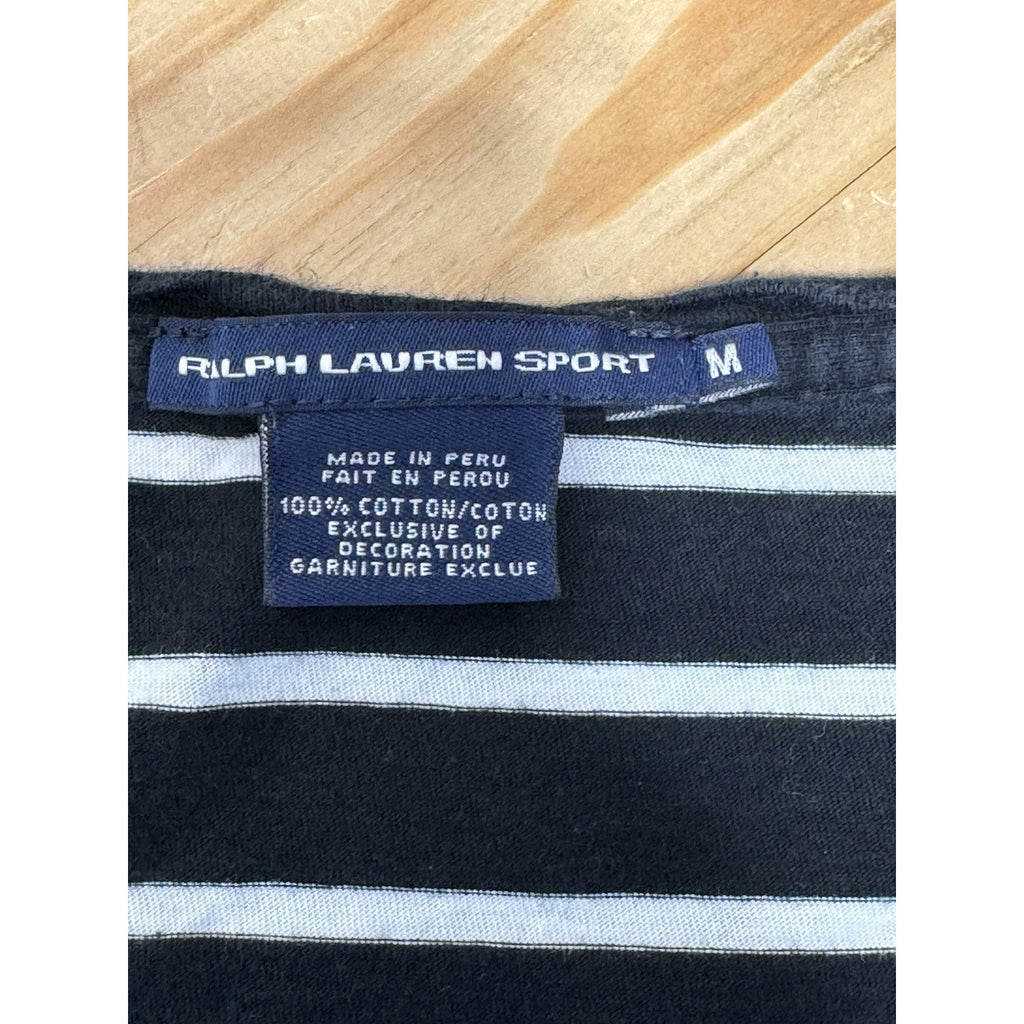 RALPH LAUREN SPORT
M
MADE IN PERU
FAIT EN PEROU
100% COTTON/COTON
EXCLUSIVE OF
DECORATION
GARNITURE EXCLUE